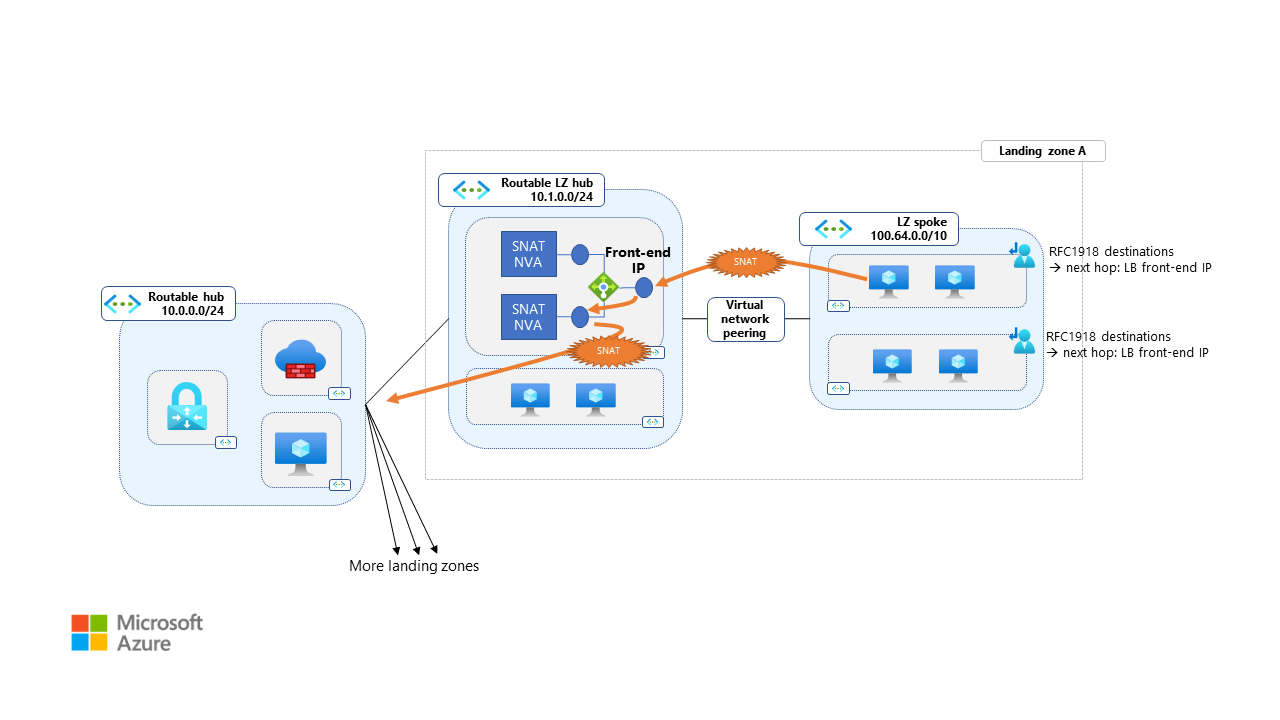 Landing zone A
Routable LZ hub
10.1.0.0/24
LZ spoke
100.64.0.0/10
SNAT
NVA
Front-end
IP
SNAT
RFC1918 destinations
→ next hop: LB front-end IP
Routable hub
10.0.0.0/24
SNAT
NVA
Virtual
network
peering
SNAT
RFC1918 destinations
→ next hop: LB front-end IP
More landing zones
Microsoft
Azure